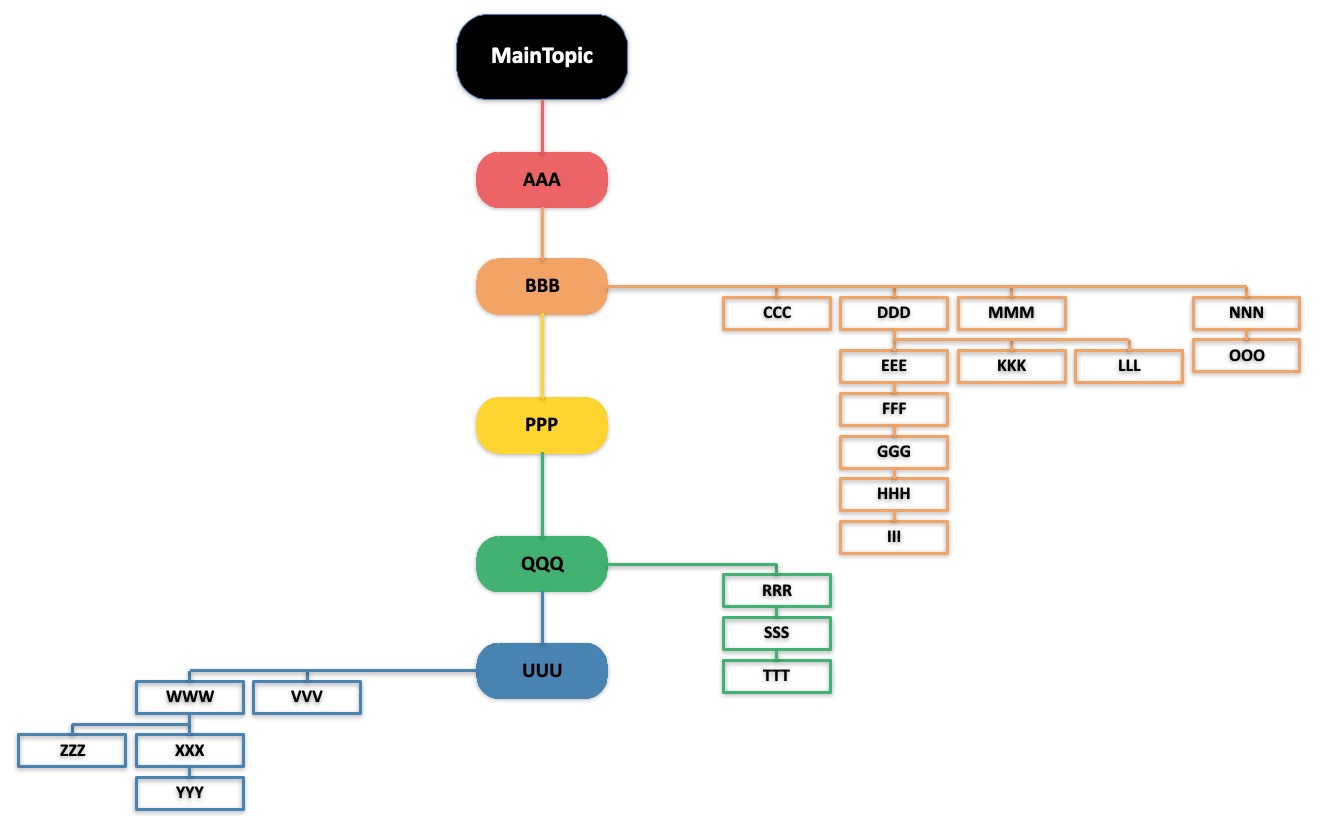 MainTopic
AAA
BBB
CCC
DDD
MMM
NNN
EEE
KKK
LLL
OOO
FFF
PPP
GGG
HHH
III
QQQ
RRR
SSS
UUU
TTT
WWW
VVV
ZZZ
XXX
YYY